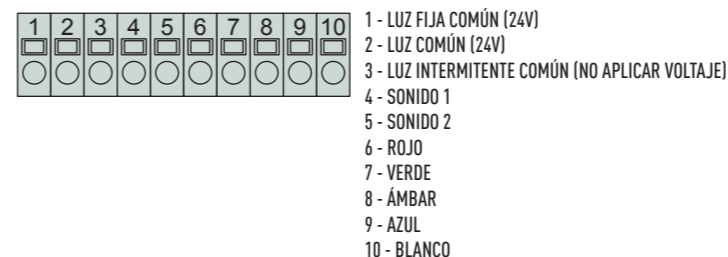 1 2 3 4 5 6 7 8 9 10
1 - LUZ FIJA COMÚN (24V)
2 - LUZ COMÚN (24V)
3 - LUZ INTERMITENTE COMÚN (NO APLICAR VOLTAJE)
4 - SONIDO 1
5 - SONIDO 2
6 - ROJO
7 - VERDE
8 - ÁMBAR
9 - AZUL
10 - BLANCO